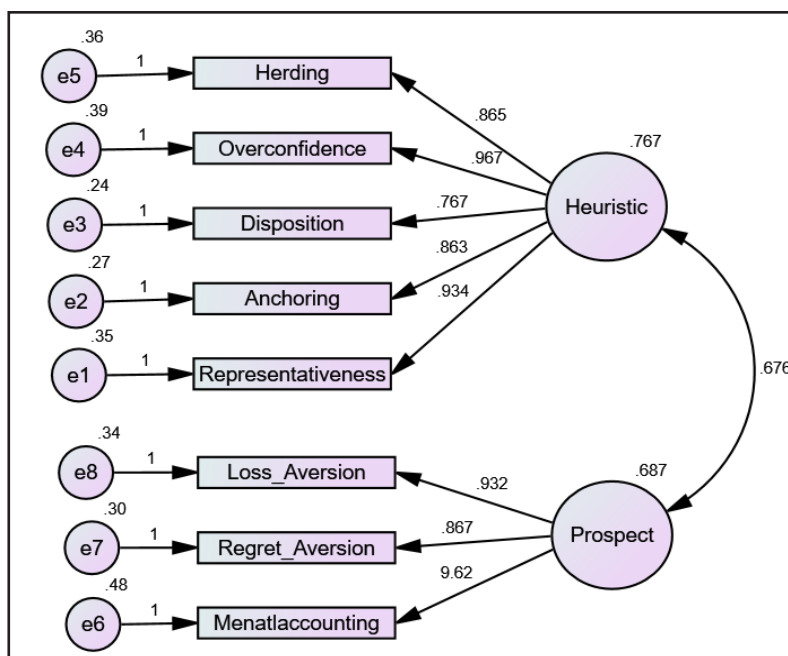 .36
e5
1
Herding
.39
e4
1
Overconfidence
.24
e3
1
Disposition
.27
e2
1
Anchoring
.35
e1
1
Representativeness
.865
.967
.767
.863
.934
.767
Heuristic
.676
.34
e8
1
Loss_Aversion
.30
e7
1
Regret_Aversion
.48
e6
1
Menatlaccounting
.932
.867
9.62
.687
Prospect